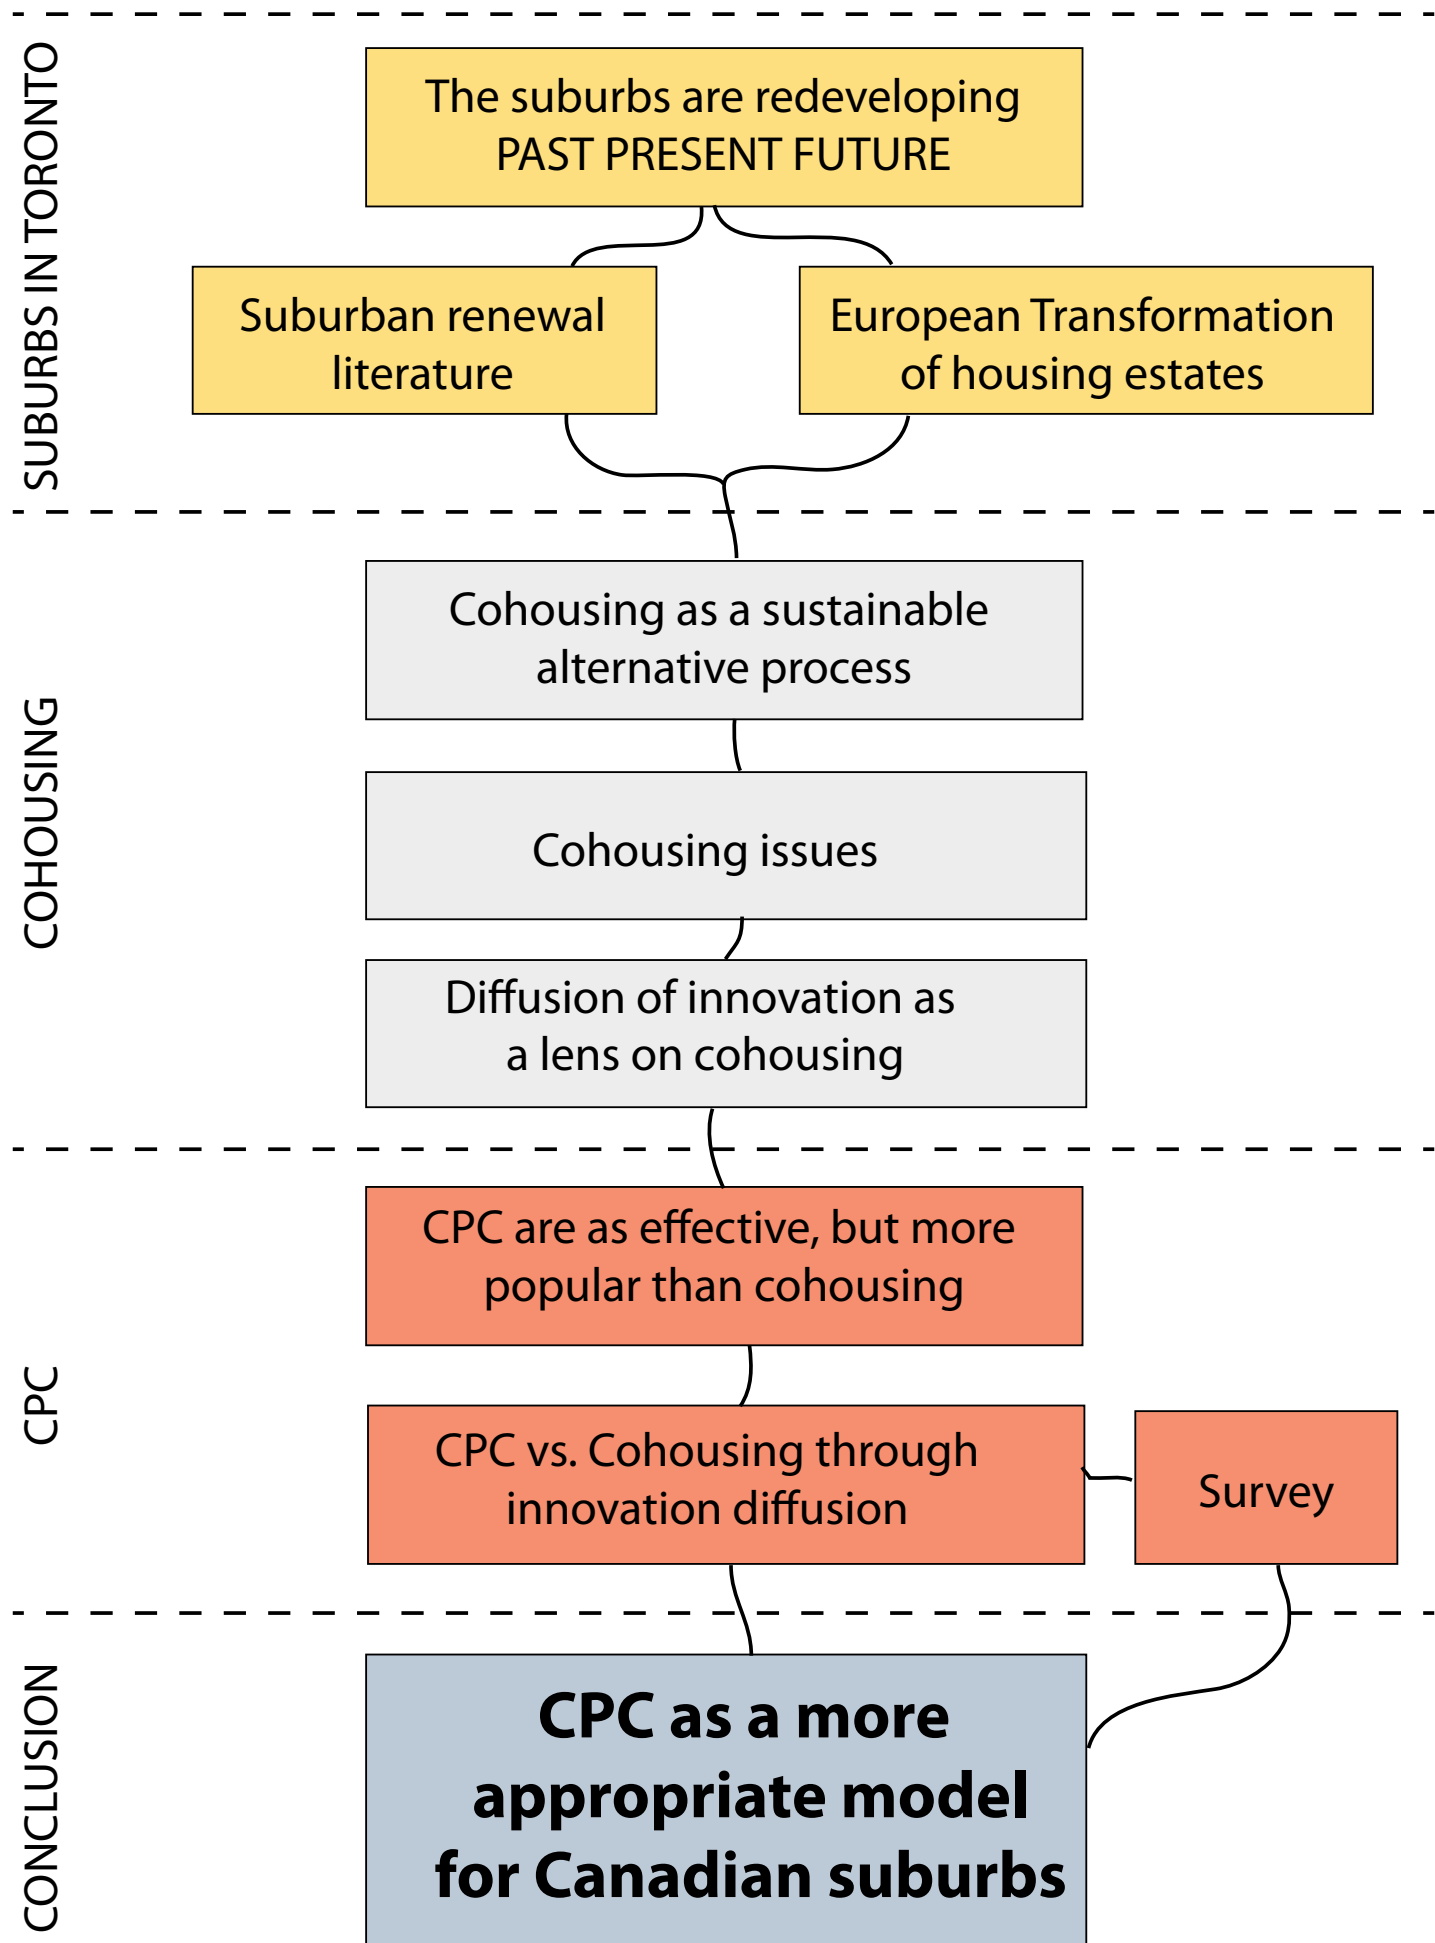 SUBURBS IN TORONTO
The suburbs are redeveloping
PAST PRESENT FUTURE
Suburban renewal
literature
European Transformation
of housing estates
COHOUSING
Cohousing as a sustainable
alternative process
Cohousing issues
Diffusion of innovation as
a lens on cohousing
CPC
CPC are as effective, but more
popular than cohousing
CPC vs. Cohousing through
innovation diffusion
Survey
CONCLUSION
CPC as a more
appropriate model
for Canadian suburbs